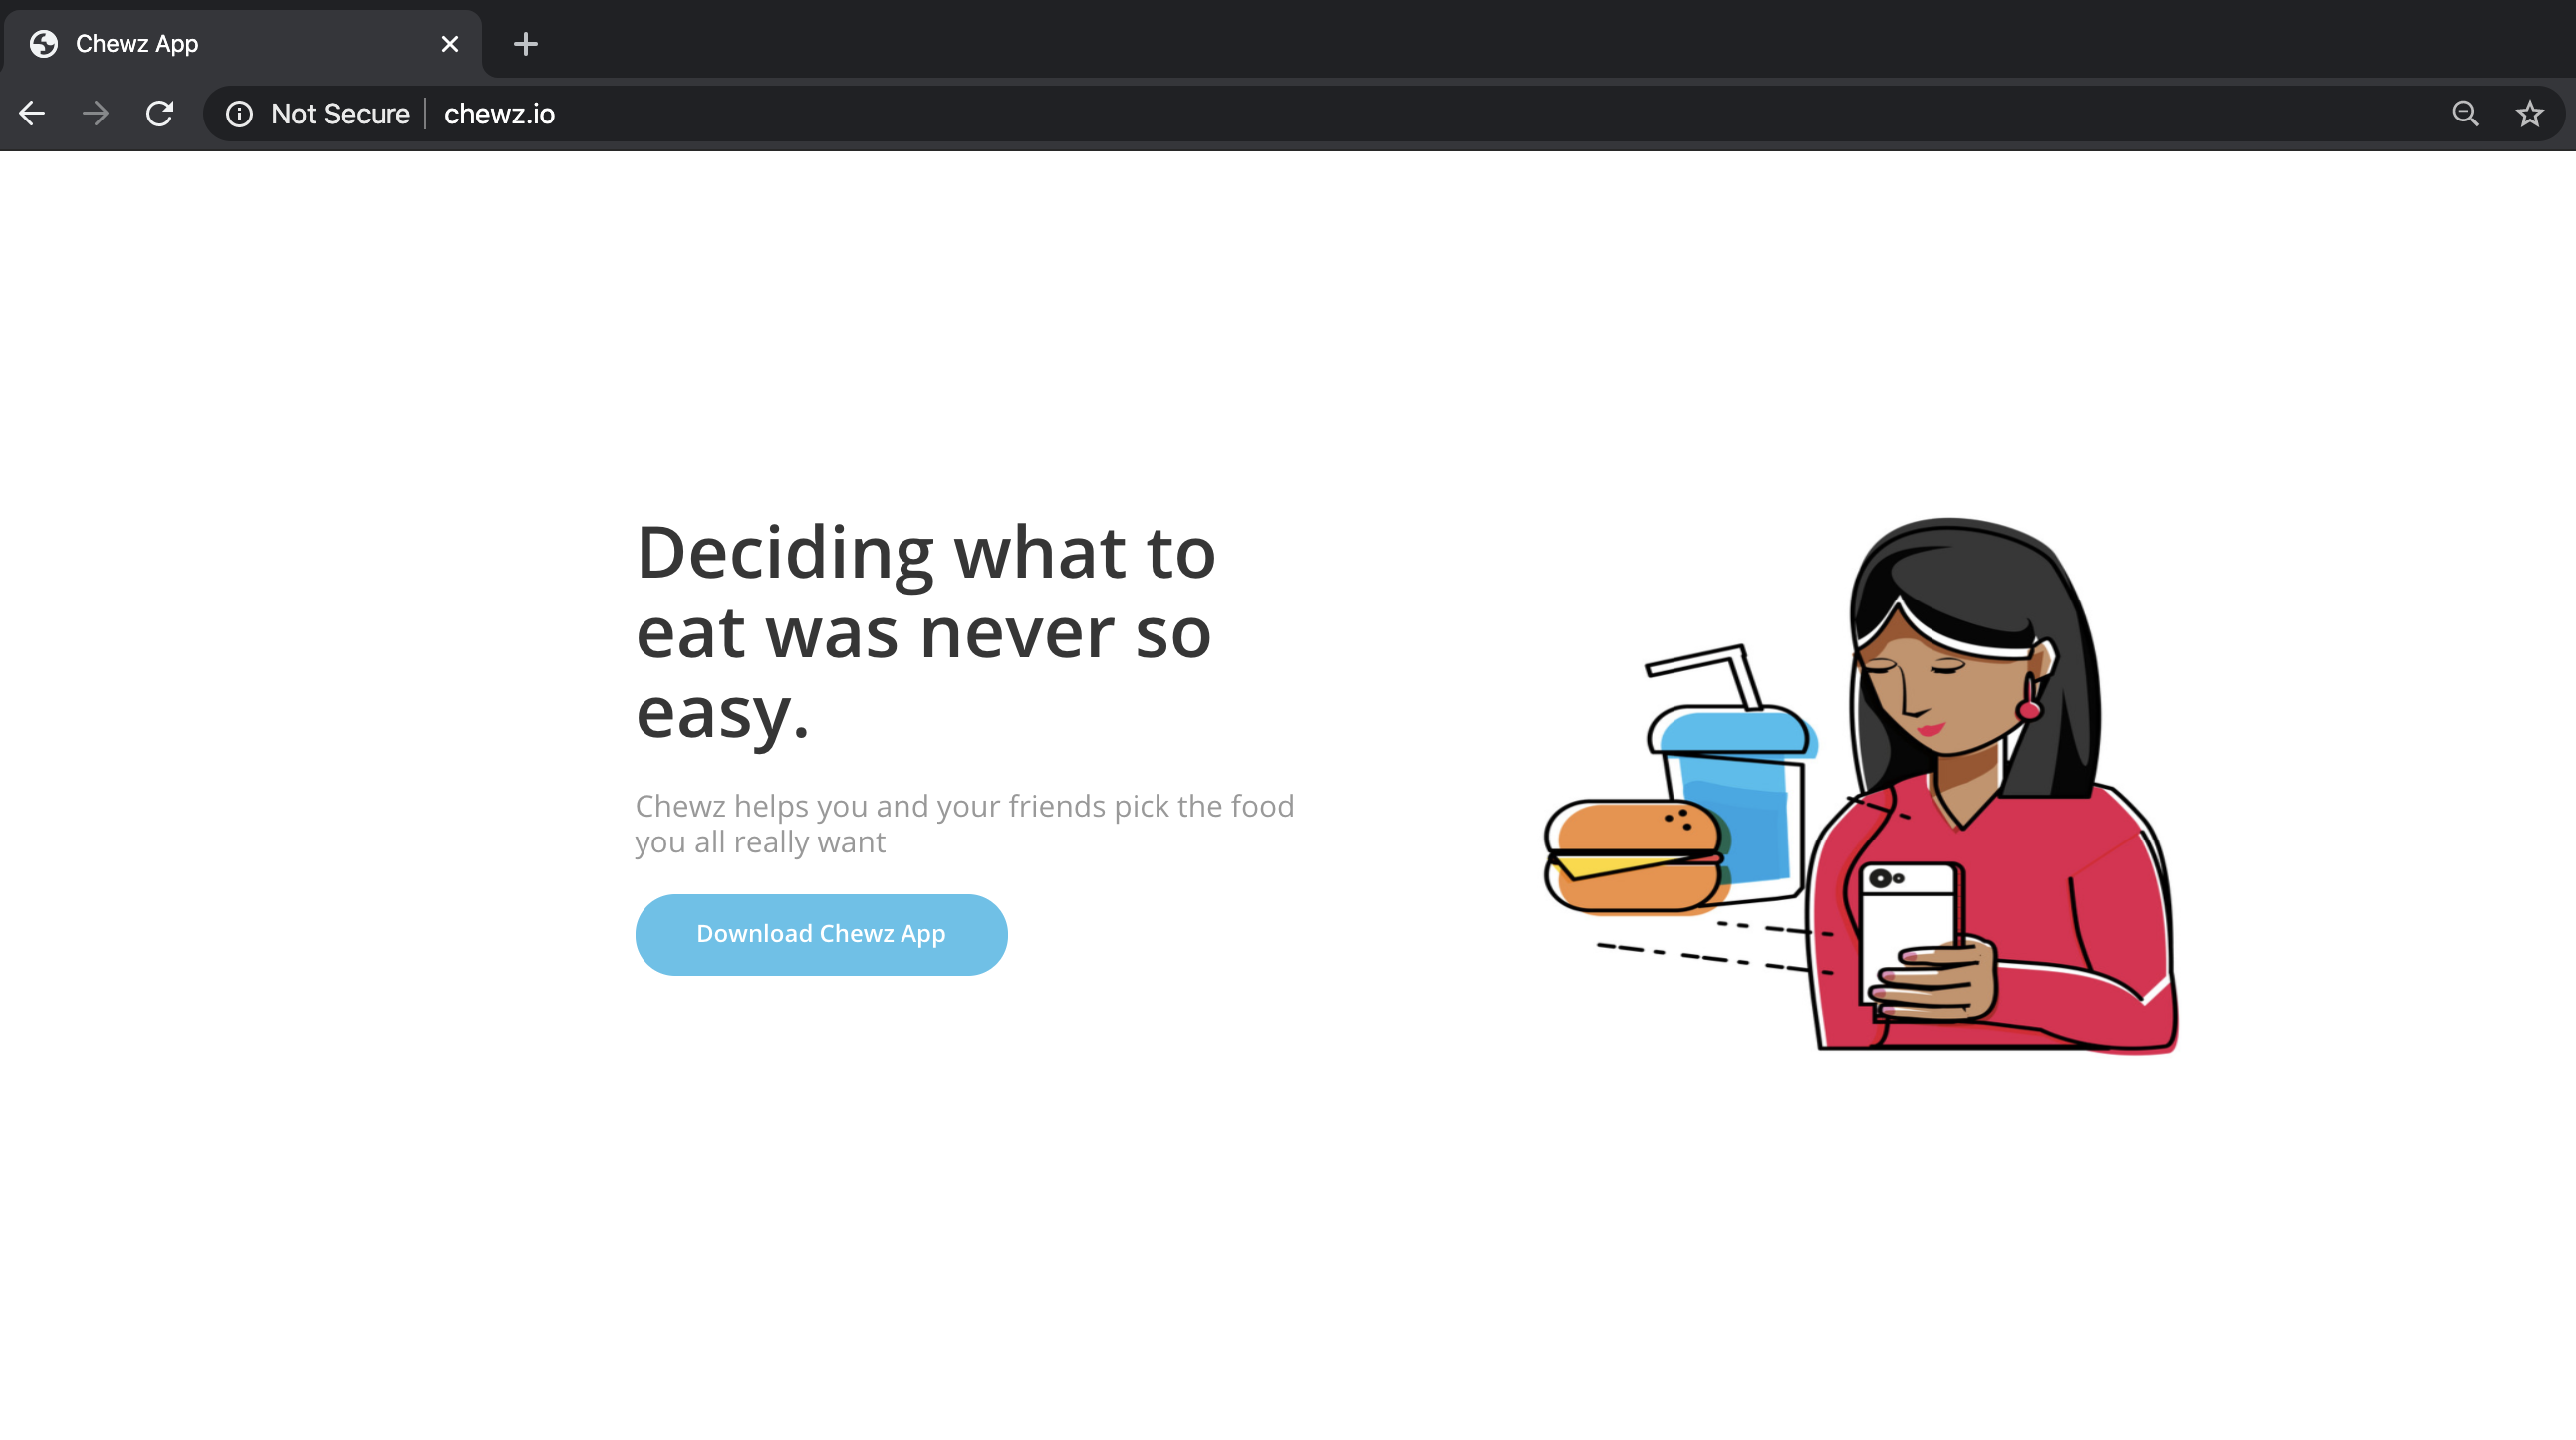 Chewz App
Not Secure
chewz.io
Deciding what to
eat was never so
easy.
Chewz helps you and your friends pick the food
you all really want
Download Chewz App